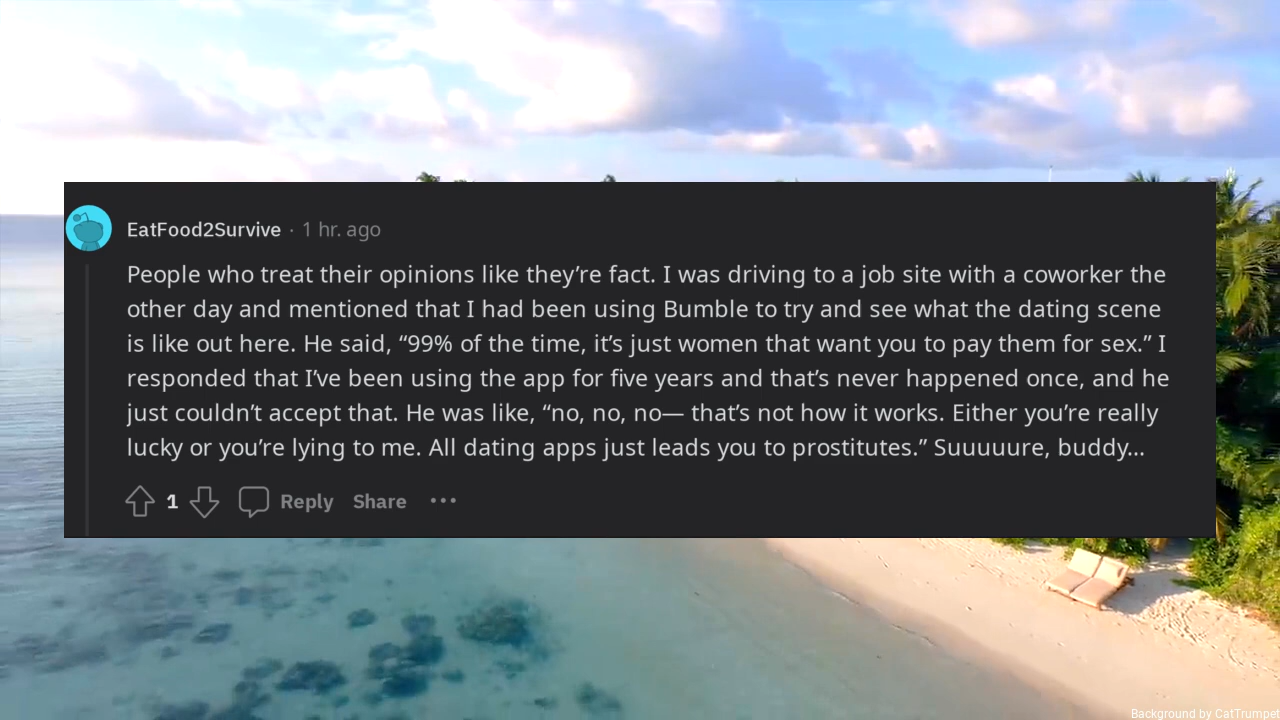 EatFood2Survive · 1 hr. ago
People who treat their opinions like they’re fact. I was driving to a job site with a coworker the
other day and mentioned that I had been using Bumble to try and see what the dating scene
is like out here. He said, “99% of the time, it’s just women that want you to pay them for sex.” I
responded that I’ve been using the app for five years and that’s never happened once, and he
just couldn’t accept that. He was like, “no, no, no— that’s not how it works. Either you’re really
lucky or you’re lying to me. All dating apps just leads you to prostitutes.” Suuuuure, buddy...
1 Reply Share
Background by CatTrumpet